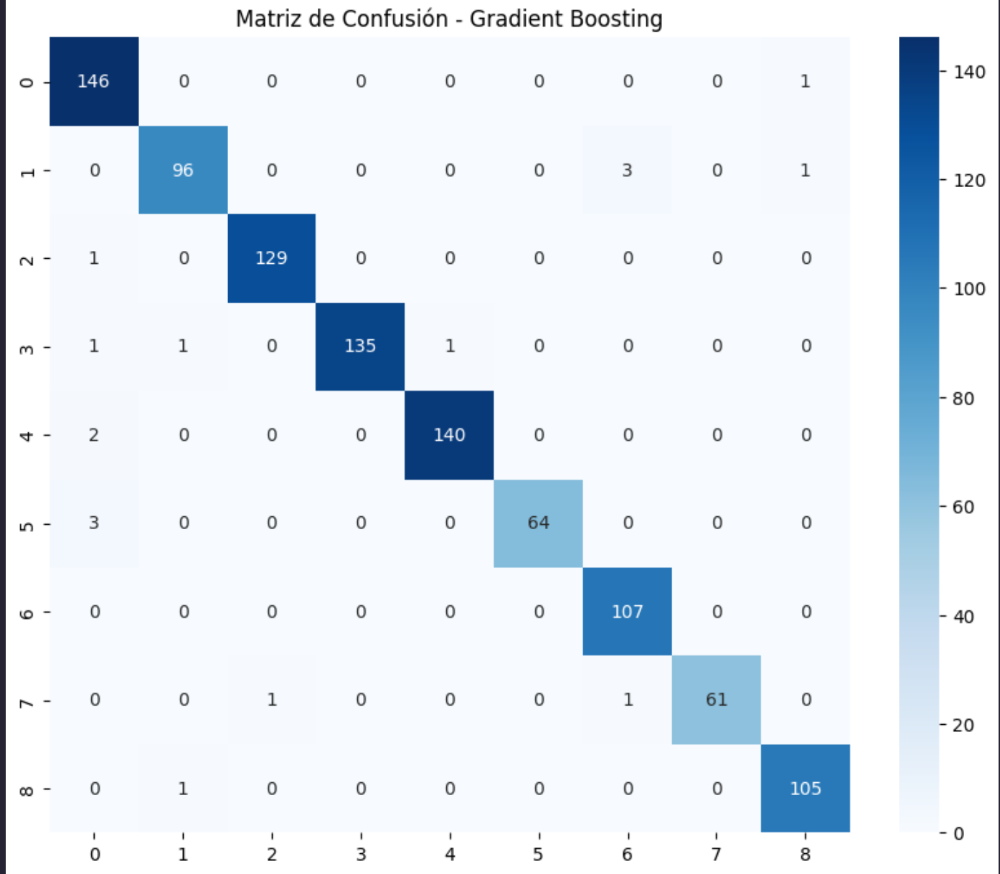 Matriz de Confusión - Gradient Boosting
0 146 0 0 0 0 0 0 0 1
1 0 96 0 0 0 0 3 0 1
2 1 0 129 0 0 0 0 0 0
3 1 1 0 135 1 0 0 0 0
4 2 0 0 0 140 0 0 0 0
5 3 0 0 0 0 64 0 0 0
6 0 0 0 0 0 0 107 0 0
7 0 0 1 0 0 0 1 61 0
8 0 1 0 0 0 0 0 0 105
0 1 2 3 4 5 6 7 8
140
120
100
80
60
40
20
0